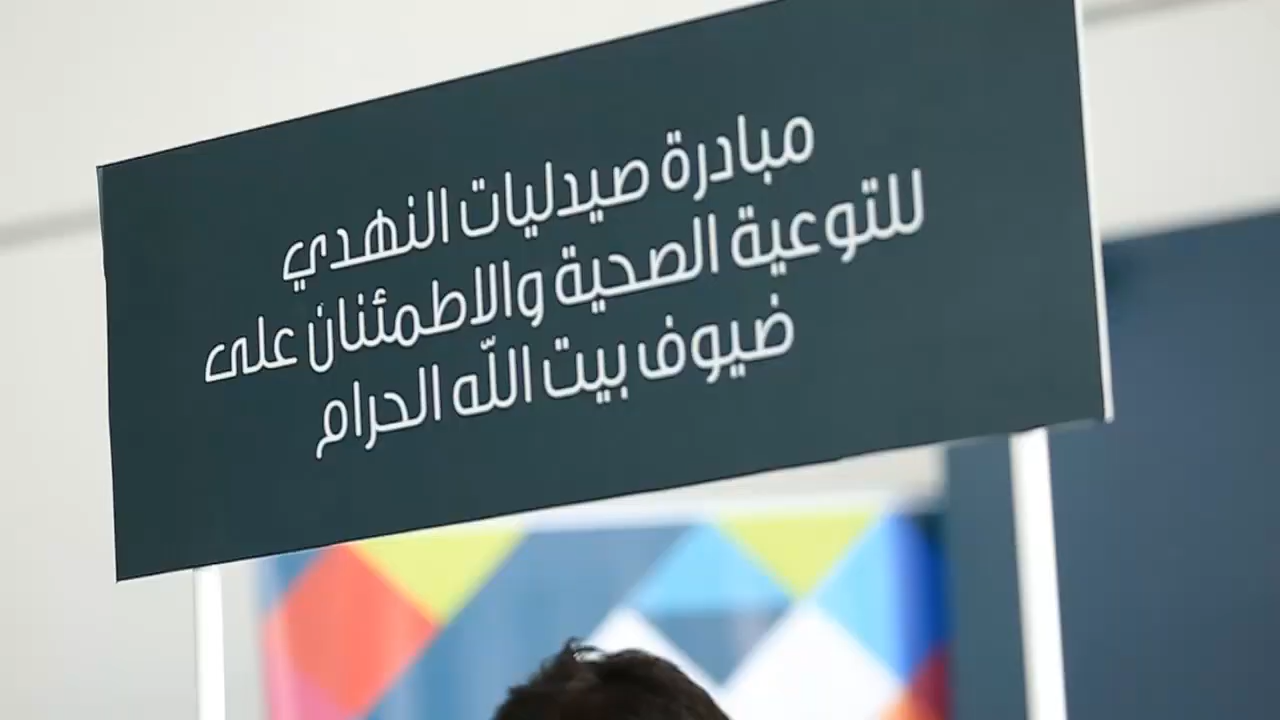 مبادرة صيدليات النهدي
للتوعية الصحية والاطمئنان على
ضيوف بيت الله الحرام